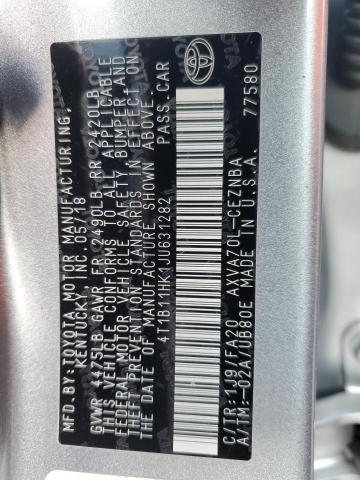 MFD.BY: TOYOTA MOTOR MANUFACTURING,
KENTUCKY, INC. 05/18
GVWR 4475LB GAWR FR 2490LB RR 2420LB
THIS VEHICLE CONFORMS TO ALL APPLICABLE
FEDERAL MOTOR VEHICLE SAFETY BUMPER AND
THEFT PREVENTION STANDARDS IN EFFECT ON
THE DATE OF MANUFACTURE SHOWN ABOVE.
4T1B11HK1JU631282 PASS.CAR
C/TR:1J9/FA20 AXVA70L-CEZNBA
A/TM:-02A/UB80E MADE IN U.S.A.
77580